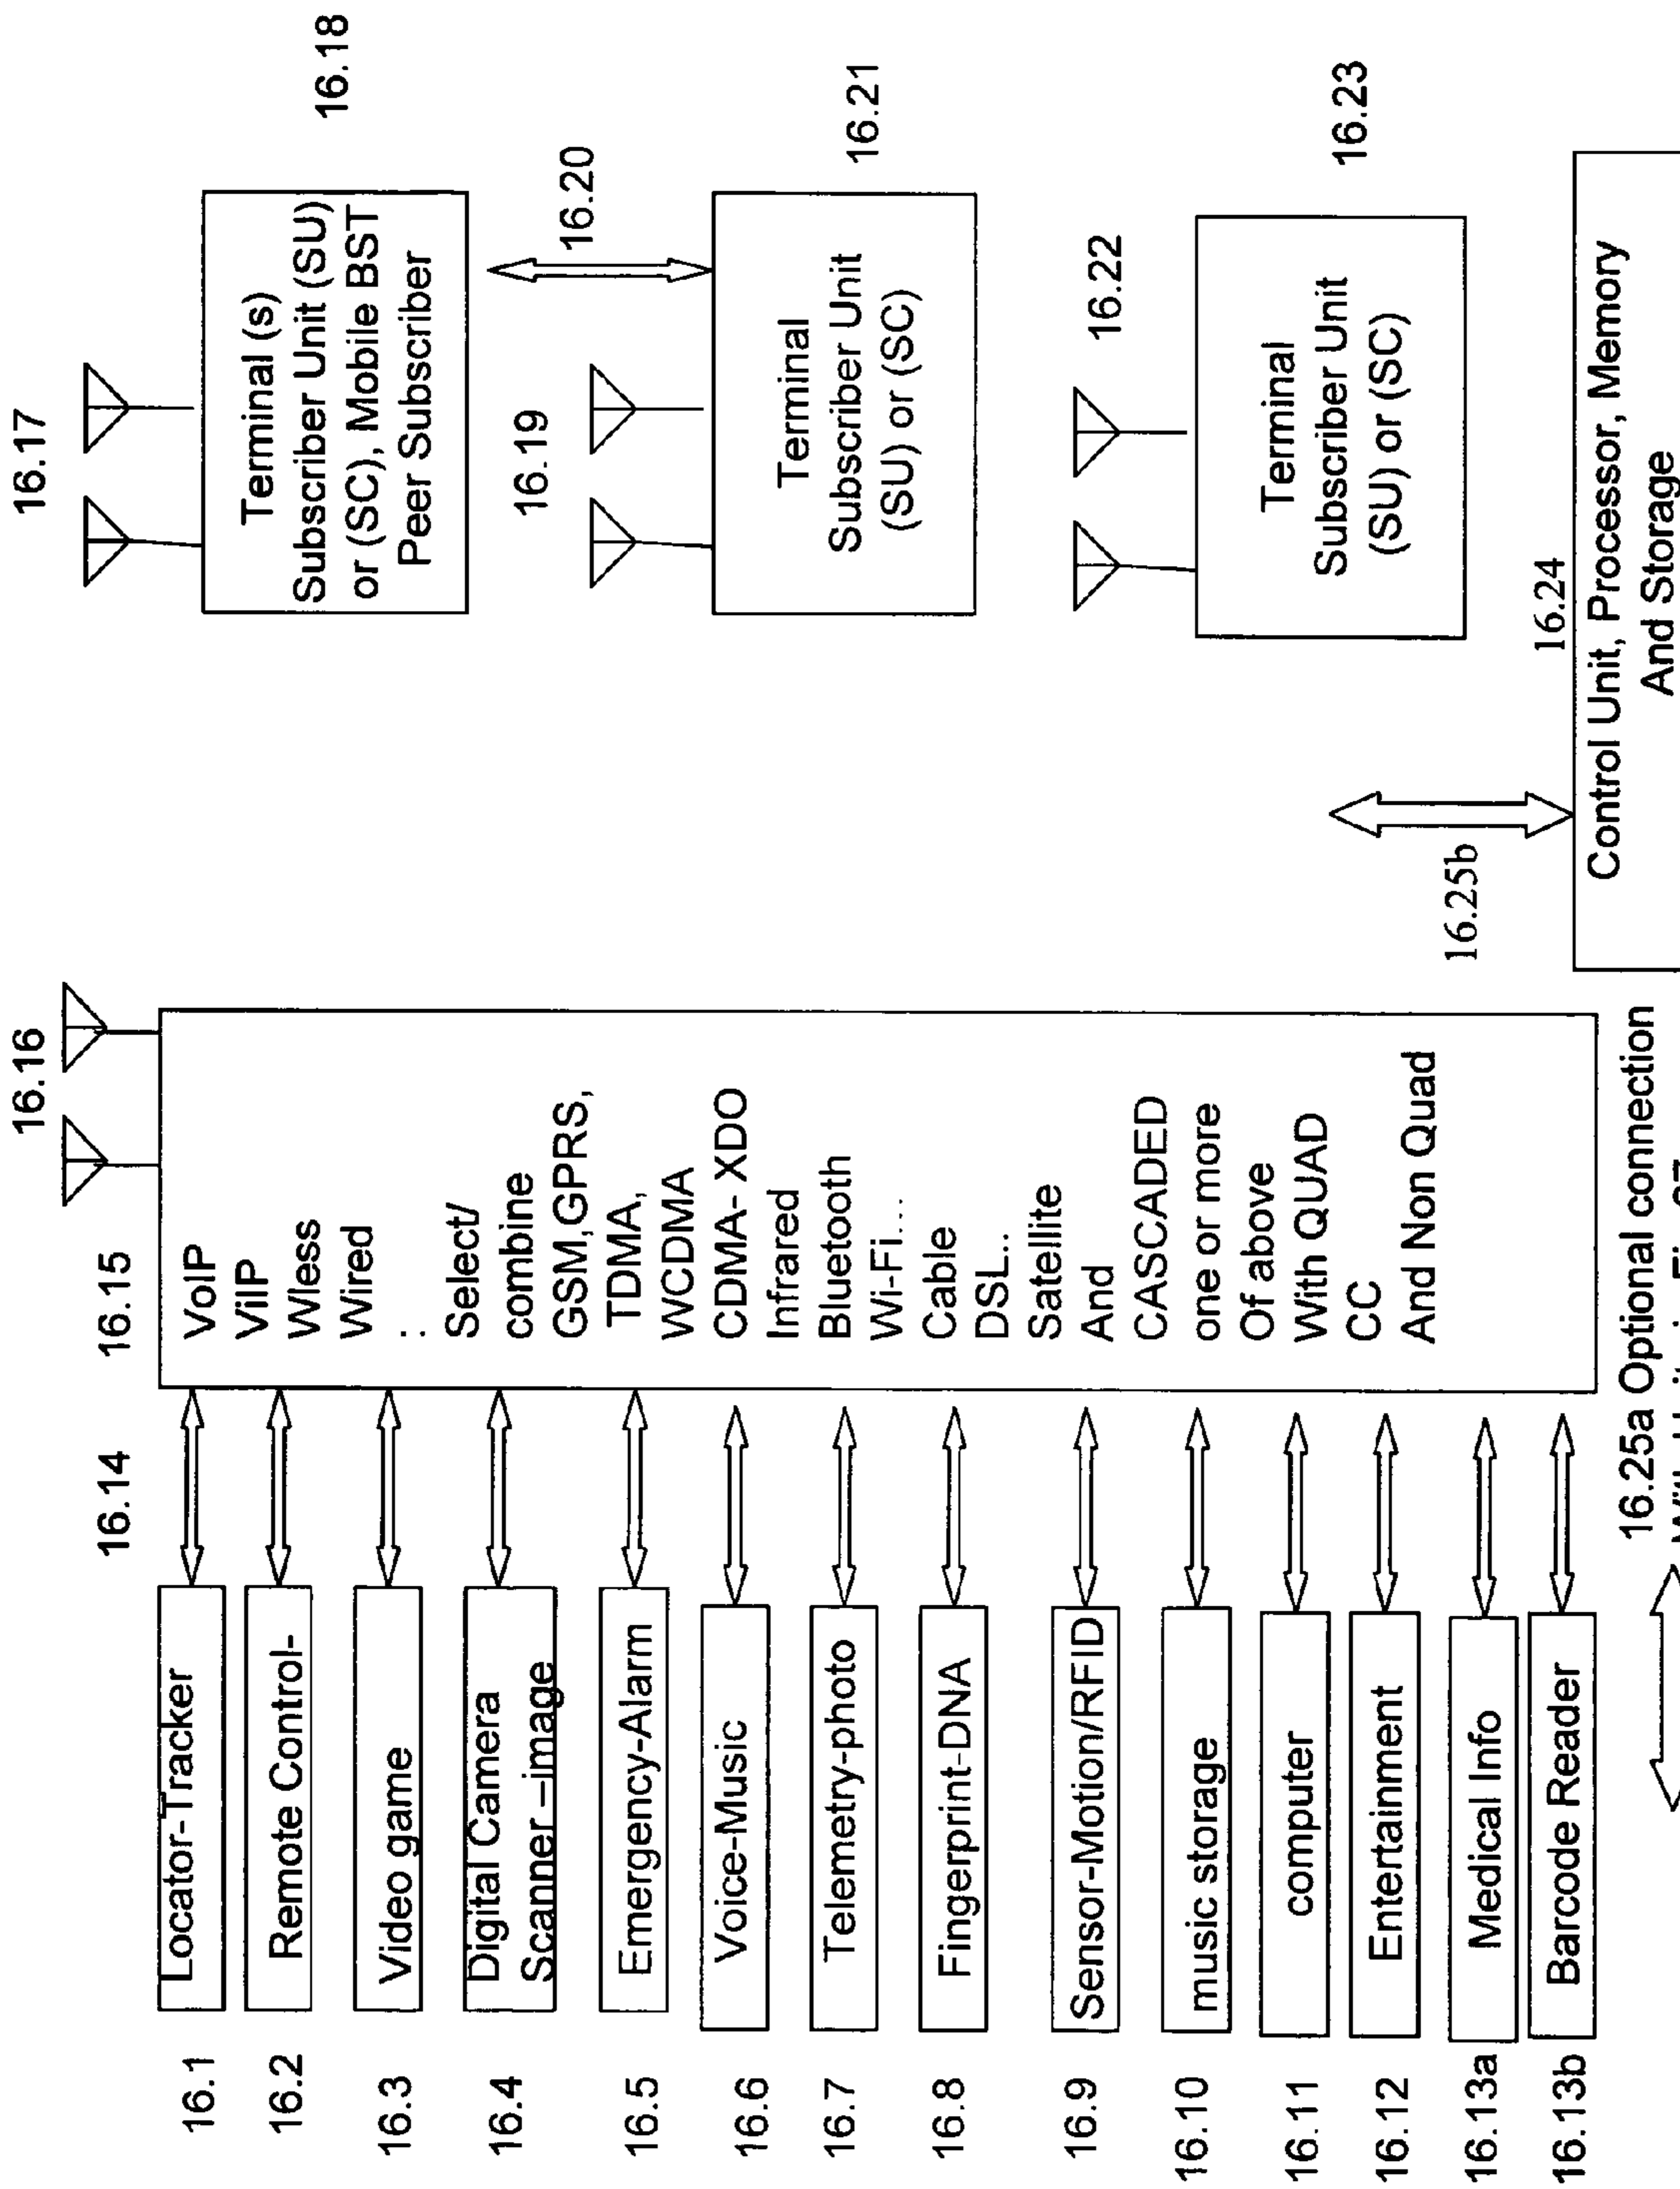 16.1
Locator-Tracker
16.2
Remote Control-
16.3
Video game
16.4
Digital Camera
Scanner –image
16.5
Emergency-Alarm
16.6
Voice-Music
16.7
Telemetry-photo
16.8
Fingerprint-DNA
16.9
Sensor-Motion/RFID
16.10
music storage
16.11
computer
16.12
Entertainment
16.13a
Medical Info
16.13b
Barcode Reader
16.14
16.15
16.16
VoIP
ViIP
Wless
Wired
:
Select/
combine
GSM,GPRS,
TDMA,
WCDMA
CDMA- XDO
Infrared
Bluetooth
Wi-Fi...
Cable
DSL..
Satellite
And
CASCADED
one or more
Of above
With QUAD
CC
And Non Quad
16.25a Optional connection
16.17
Terminal (s)
Subscriber Unit (SU)
or (SC), Mobile BST
Peer Subscriber
16.18
16.19
16.20
Terminal
Subscriber Unit
(SU) or (SC)
16.21
16.22
Terminal
Subscriber Unit
(SU) or (SC)
16.23
16.25b
16.24
Control Unit, Processor, Memory
And Storage